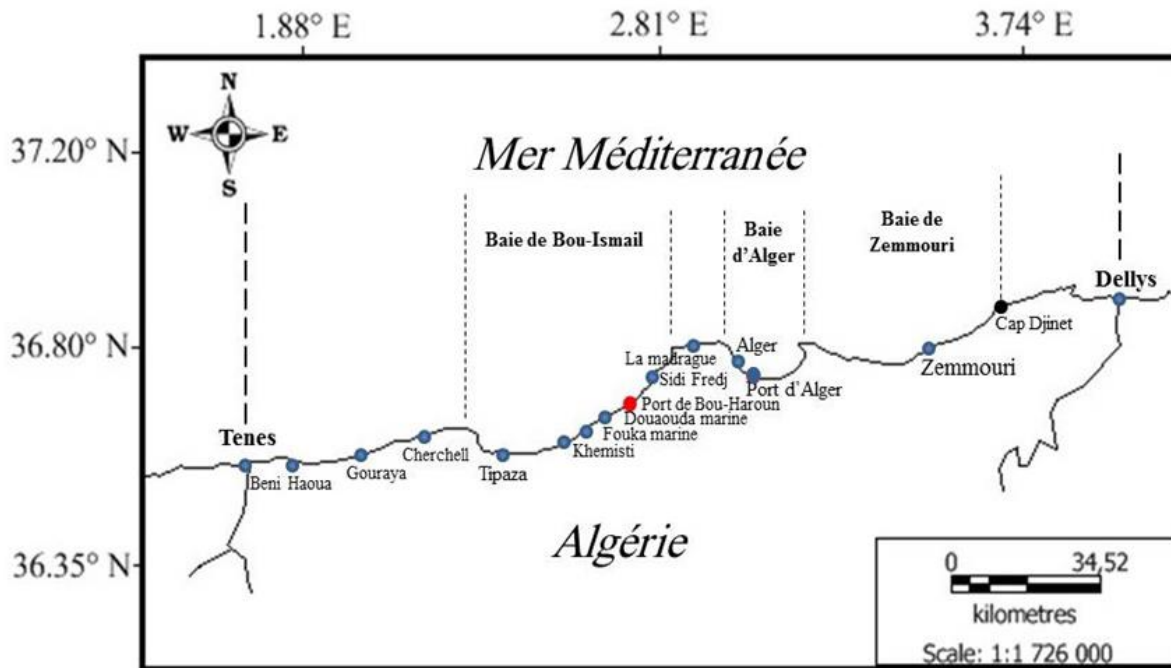 1.88° E
2.81° E
3.74° E
N
W
E
S
37.20° N
36.80° N
36.35° N
Mer Méditerranée
Baie de Bou-Ismail
Baie
d'Alger
Baie de
Zemmouri
Dellys
Cap Djinet
Zemmouri
Alger
Port d'Alger
La madrague
Sidi Fredj
Port de Bou-Haroun
Douaouda marine
Fouka marine
Khemisti
Tipaza
Cherchell
Gouraya
Tenes
Beni Haoua
Algérie
0 34,52
kilometres
Scale: 1:1 726 000